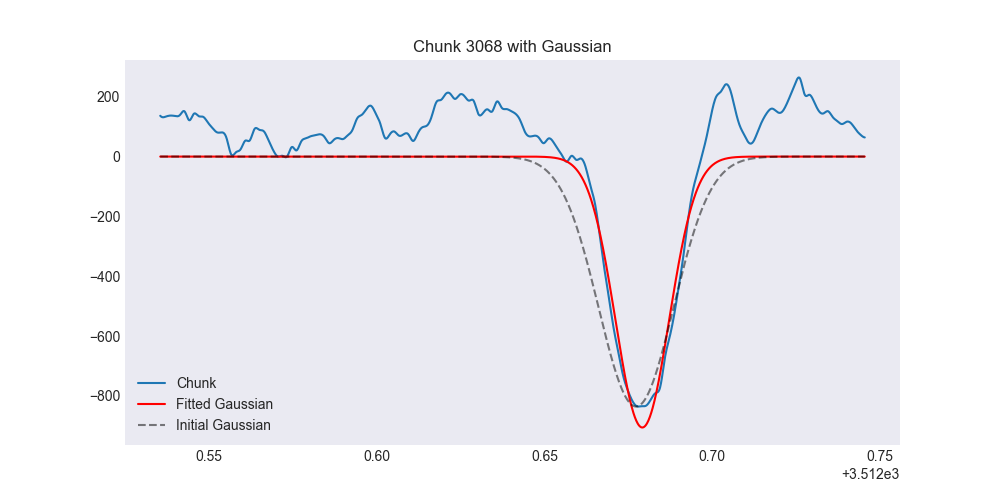 Chunk 3068 with Gaussian
200
0
−200
−400
−600
−800
Chunk
Fitted Gaussian
Initial Gaussian
0.55 0.60 0.65 0.70 0.75
+3.512e3